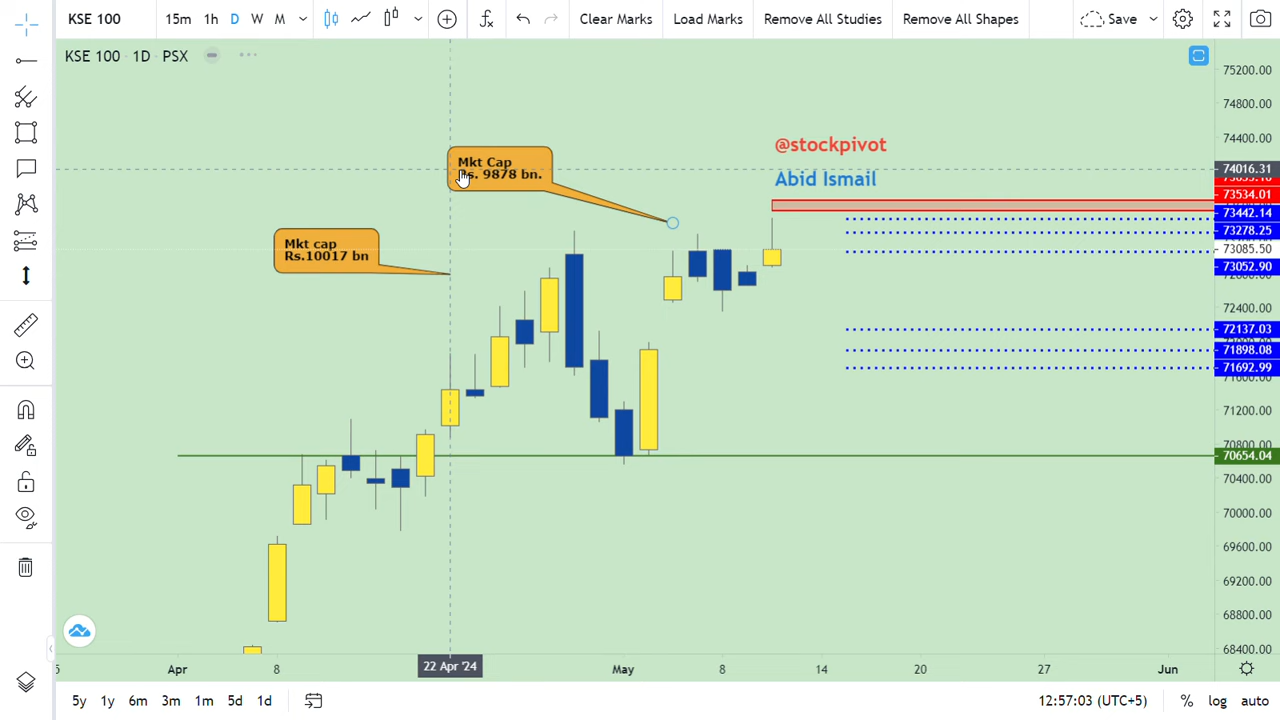 KSE 100
15m
1h
D
W
M
Clear Marks
Load Marks
Remove All Studies
Remove All Shapes
Save
KSE 100 1D PSX
75200.00
74800.00
74400.00
@stockpivot
Mkt Cap
Rs. 9878 bn.
74016.31
Abid Ismail
73534.01
73442.14
73278.25
Mkt cap
Rs.10017 bn
73085.50
73052.90
72400.00
72137.03
71898.08
71692.99
71600.00
71200.00
70800.00
70654.04
70400.00
70000.00
69600.00
69200.00
68800.00
68400.00
Apr
8
22 Apr '24
May
8
14
20
27
Jun
5y
1y
6m
3m
1m
5d
1d
12:57:03 (UTC+5)
%
log
auto